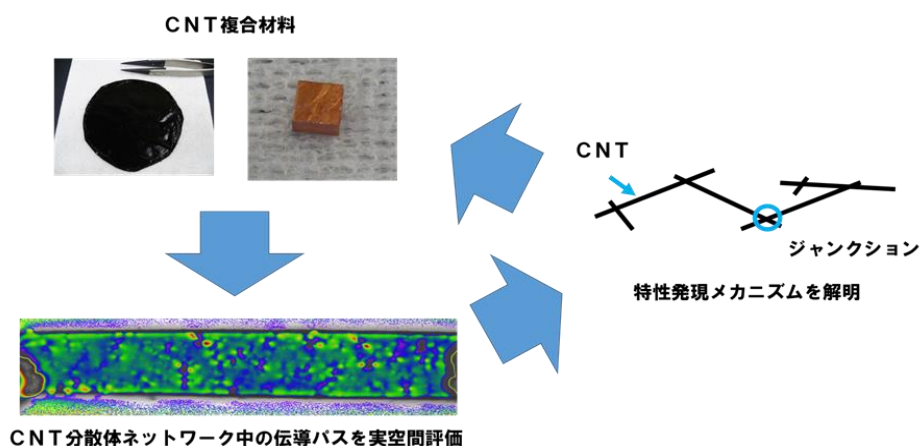 ＣＮＴ複合材料
ＣＮＴ
ジャンクション
特性発現メカニズムを解明
ＣＮＴ分散体ネットワーク中の伝導パスを実空間評価